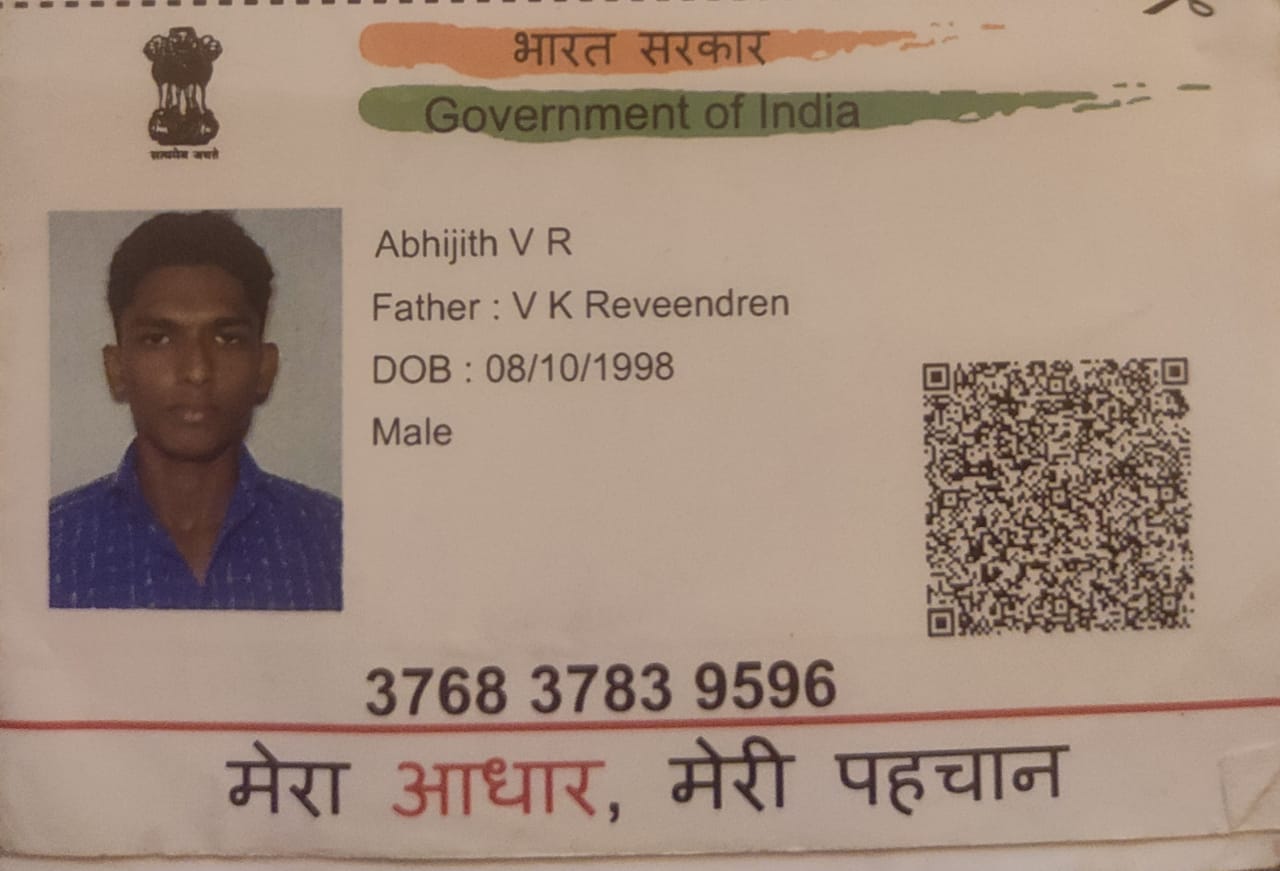 भारत सरकार
Government of India
सत्यमेव जयते
Abhijith V R
Father : V K Reveendren
DOB : 08/10/1998
Male
3768 3783 9596
मेरा आधार, मेरी पहचान